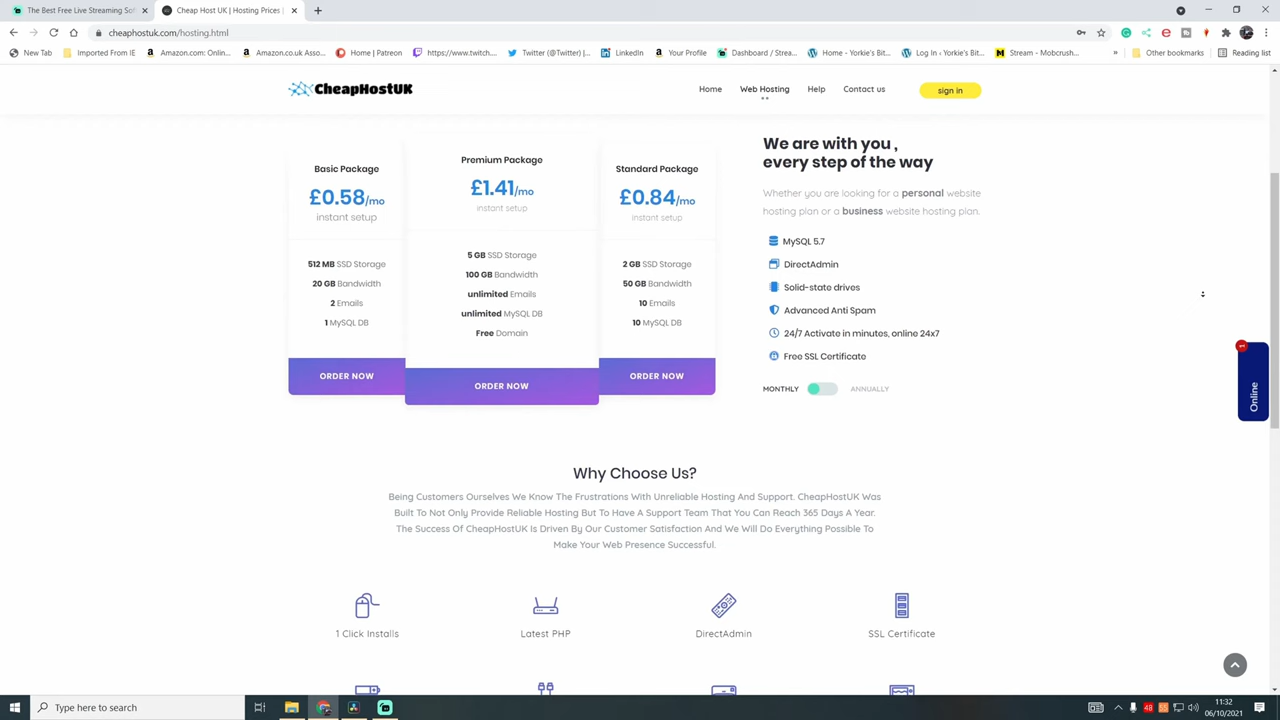 The Best Free Live Streaming Sof
Cheap Host UK | Hosting Prices |
cheaphostuk.com/hosting.html
New Tab
Imported From IE
Amazon.com: Onlin...
Amazon.co.uk Asso...
Home | Patreon
https://www.twitch....
Twitter (@Twitter) |...
LinkedIn
Your Profile
Dashboard / Strea...
Home - Yorkie's Bit...
Log In ‹ Yorkie's Bit...
Stream - Mobcrush...
»
Other bookmarks
Reading list
CheapHostUK
Home
Web Hosting
Help
Contact us
sign in
Basic Package
£0.58/mo
instant setup
512 MB SSD Storage
20 GB Bandwidth
2 Emails
1 MySQL DB
ORDER NOW
Premium Package
£1.41/mo
instant setup
5 GB SSD Storage
100 GB Bandwidth
unlimited Emails
unlimited MySQL DB
Free Domain
ORDER NOW
Standard Package
£0.84/mo
instant setup
2 GB SSD Storage
50 GB Bandwidth
10 Emails
10 MySQL DB
ORDER NOW
We are with you ,
every step of the way
Whether you are looking for a personal website
hosting plan or a business website hosting plan.
MySQL 5.7
DirectAdmin
Solid-state drives
Advanced Anti Spam
24/7 Activate in minutes, online 24x7
Free SSL Certificate
MONTHLY
ANNUALLY
1
Online
Why Choose Us?
Being Customers Ourselves We Know The Frustrations With Unreliable Hosting And Support. CheapHostUK Was
Built To Not Only Provide Reliable Hosting But To Have A Support Team That You Can Reach 365 Days A Year.
The Success Of CheapHostUK Is Driven By Our Customer Satisfaction And We Will Do Everything Possible To
Make Your Web Presence Successful.
1 Click Installs
Latest PHP
DirectAdmin
SSL Certificate
Type here to search
48
55
11:32
06/10/2021